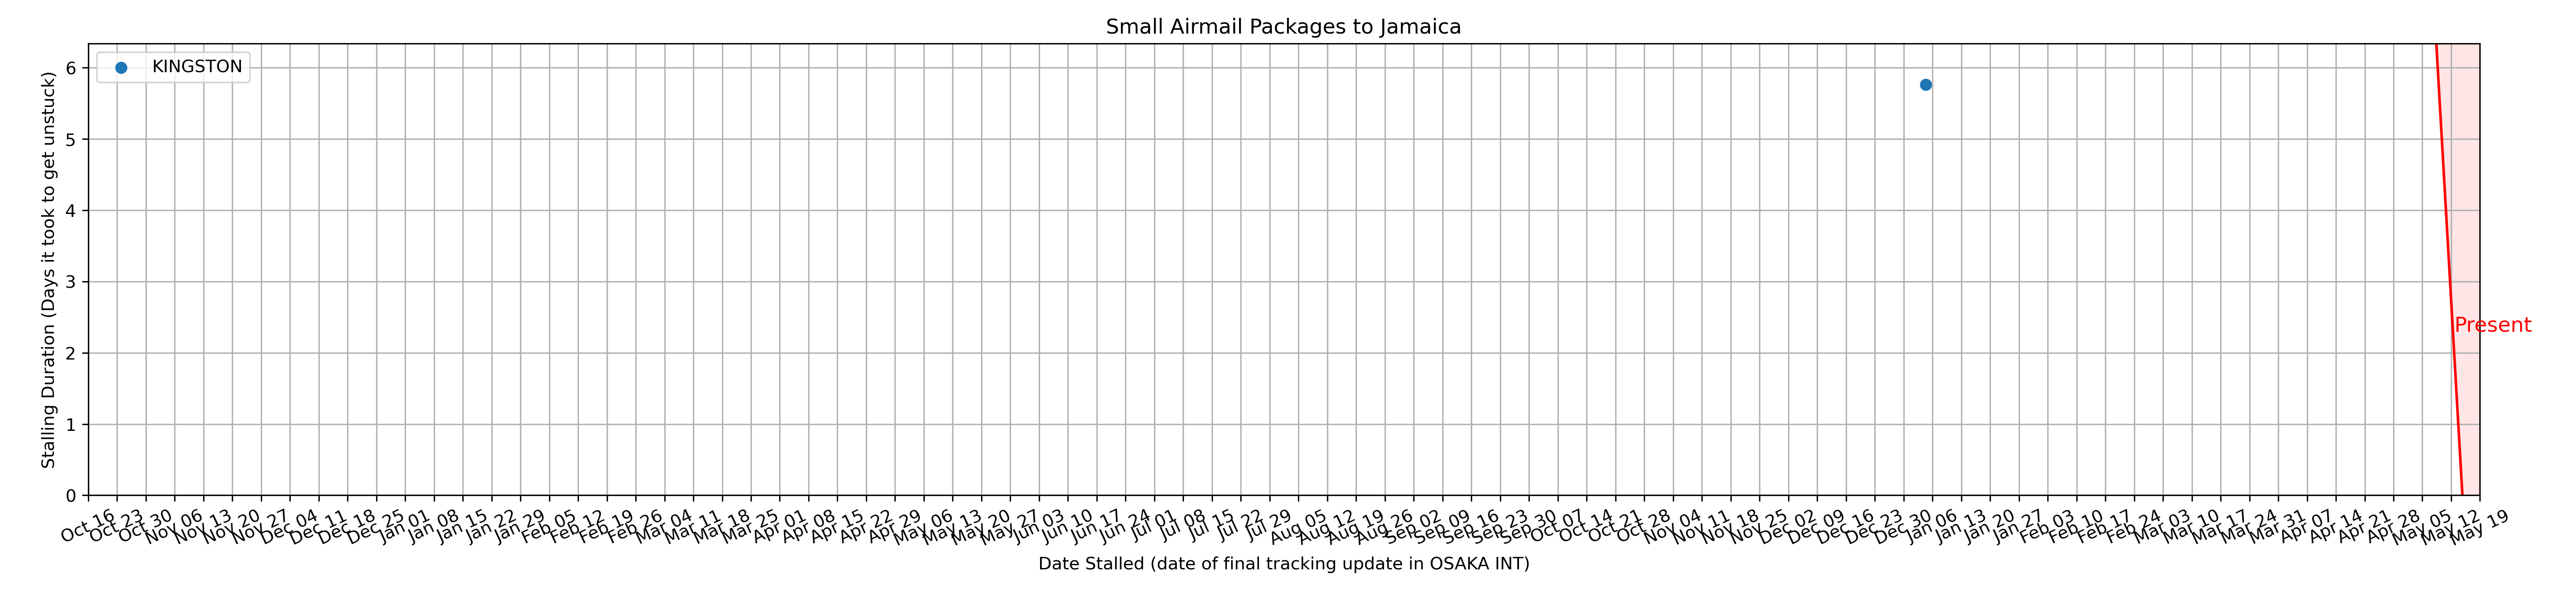 Small Airmail Packages to Jamaica
KINGSTON
Stalling Duration (Days it took to get unstuck)
6
5
4
3
2
1
0
Present
Oct 16 Oct 23 Oct 30 Nov 06 Nov 13 Nov 20 Nov 27 Dec 04 Dec 11 Dec 18 Dec 25 Jan 01 Jan 08 Jan 15 Jan 22 Jan 29 Feb 05 Feb 12 Feb 19 Feb 26 Mar 04 Mar 11 Mar 18 Mar 25 Apr 01 Apr 08 Apr 15 Apr 22 Apr 29 May 06 May 13 May 20 May 27 Jun 03 Jun 10 Jun 17 Jun 24 Jul 01 Jul 08 Jul 15 Jul 22 Jul 29 Aug 05 Aug 12 Aug 19 Aug 26 Sep 02 Sep 09 Sep 16 Sep 23 Sep 30 Oct 07 Oct 14 Oct 21 Oct 28 Nov 04 Nov 11 Nov 18 Nov 25 Dec 02 Dec 09 Dec 16 Dec 23 Dec 30 Jan 06 Jan 13 Jan 20 Jan 27 Feb 03 Feb 10 Feb 17 Feb 24 Mar 03 Mar 10 Mar 17 Mar 24 Mar 31 Apr 07 Apr 14 Apr 21 Apr 28 May 05 May 12 May 19
Date Stalled (date of final tracking update in OSAKA INT)